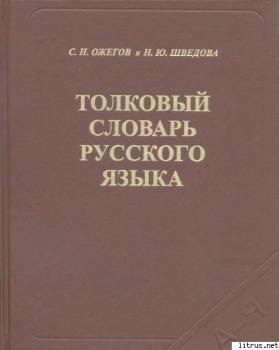 С. И. ОЖЕГОВ и Н. Ю. ШВЕДОВА
ТОЛКОВЫЙ
СЛОВАРЬ
РУССКОГО
ЯЗЫКА
А-Я
litrus.net